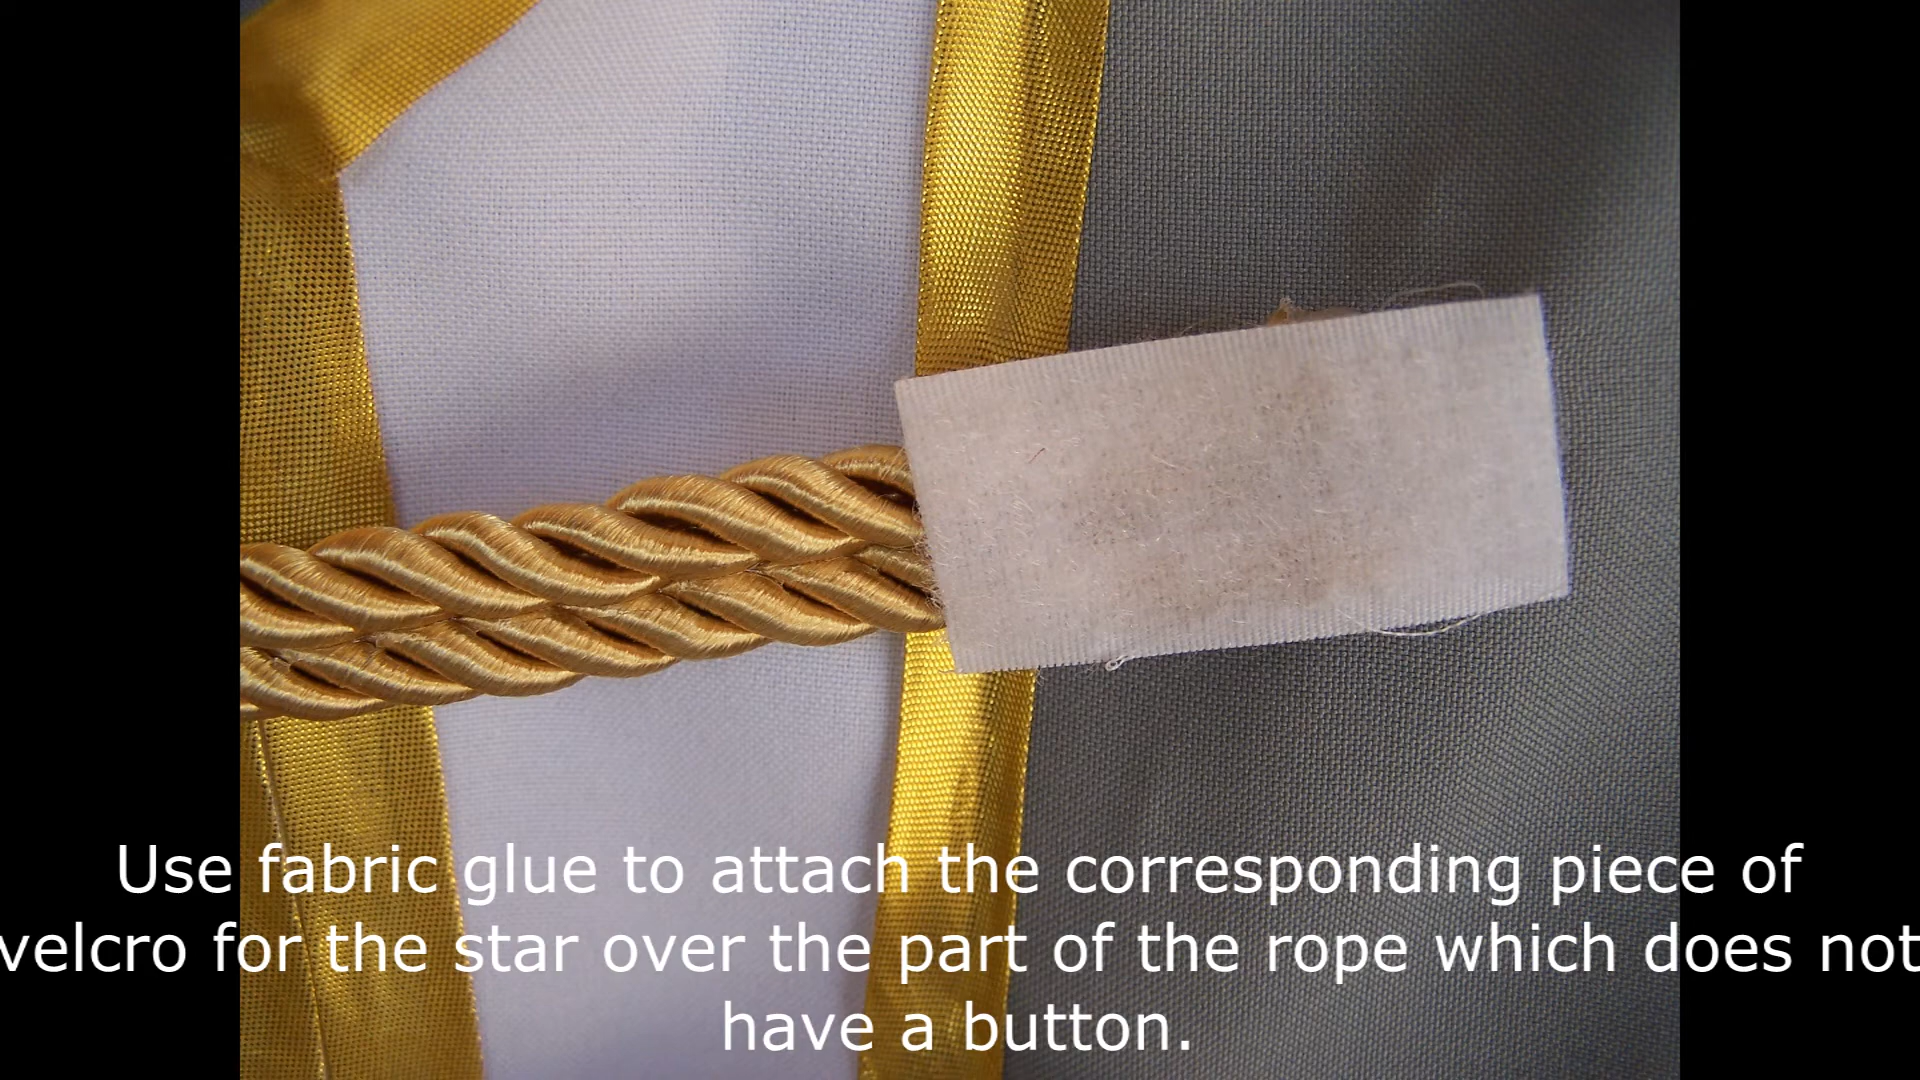 Use fabric glue to attach the corresponding piece of
velcro for the star over the part of the rope which does not
have a button.